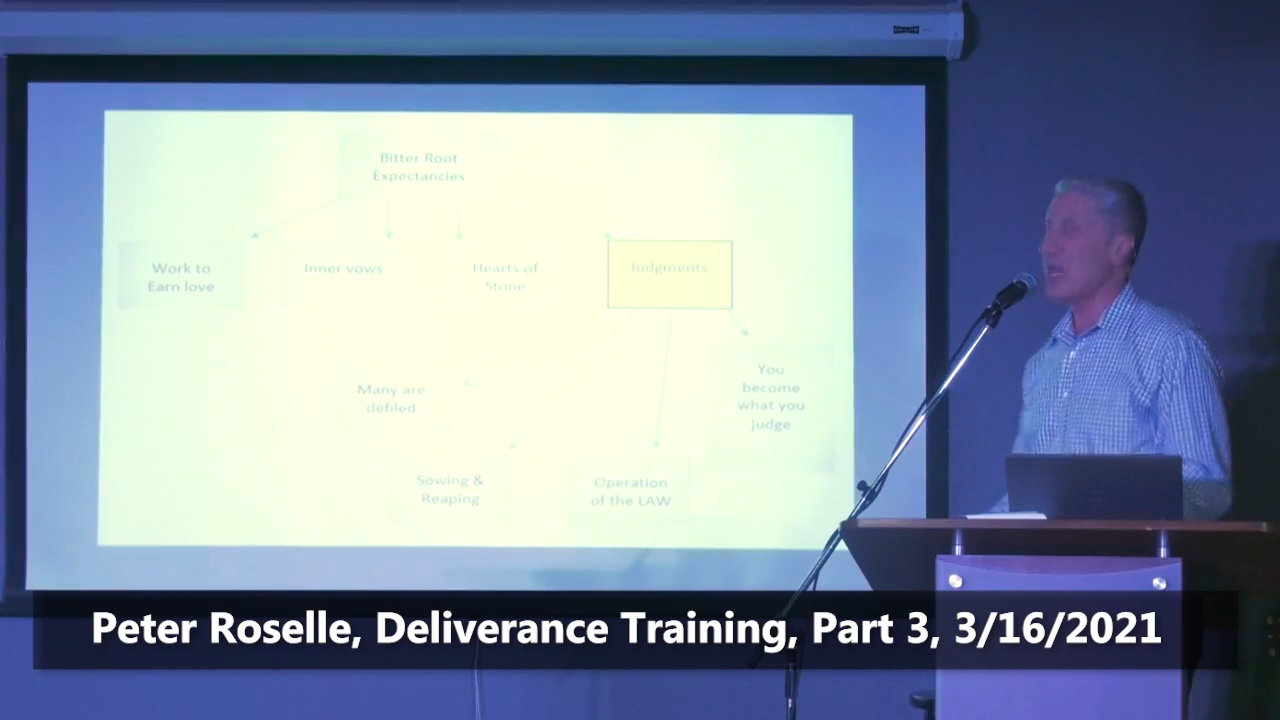 Bitter Root
Expectancies
Work to
Earn love
Inner vows
Hearts of
Stone
Judgments
Many are
defiled
You
become
what you
judge
Sowing &
Reaping
Operation
of the LAW
Peter Roselle, Deliverance Training, Part 3, 3/16/2021